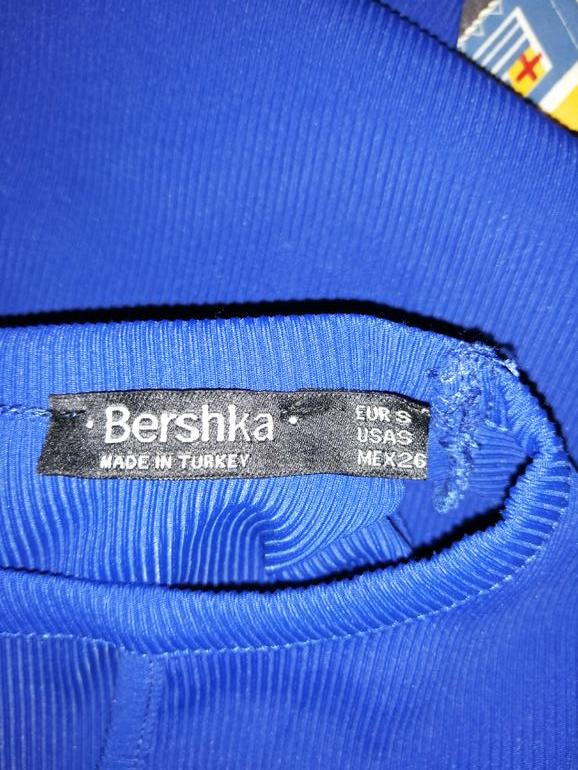 Bershka
MADE IN TURKEY
EUR S
USA S
MEX 26